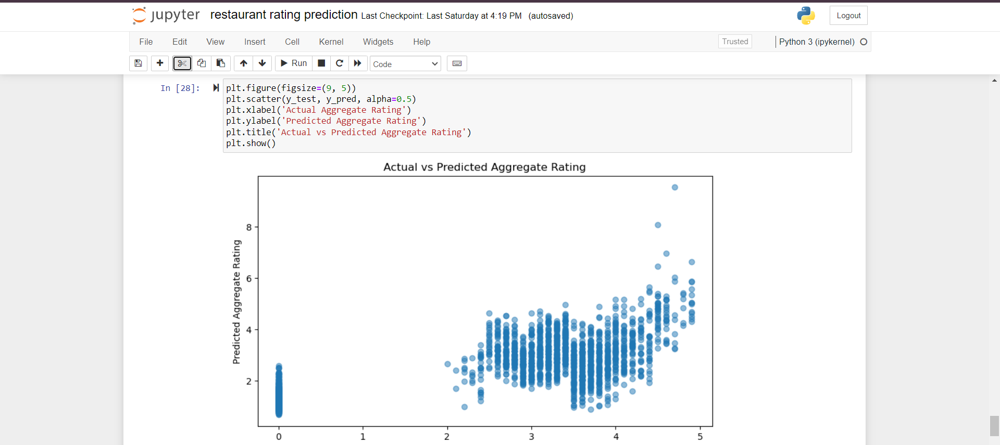 jupyter restaurant rating prediction Last Checkpoint: Last Saturday at 4:19 PM (autosaved) Logout
File Edit View Insert Cell Kernel Widgets Help Trusted Python 3 (ipykernel)
Run Code
In [28]: plt.figure(figsize=(9, 5))
plt.scatter(y_test, y_pred, alpha=0.5)
plt.xlabel('Actual Aggregate Rating')
plt.ylabel('Predicted Aggregate Rating')
plt.title('Actual vs Predicted Aggregate Rating')
plt.show()
Actual vs Predicted Aggregate Rating
Predicted Aggregate Rating
8
6
4
2
0 1 2 3 4 5